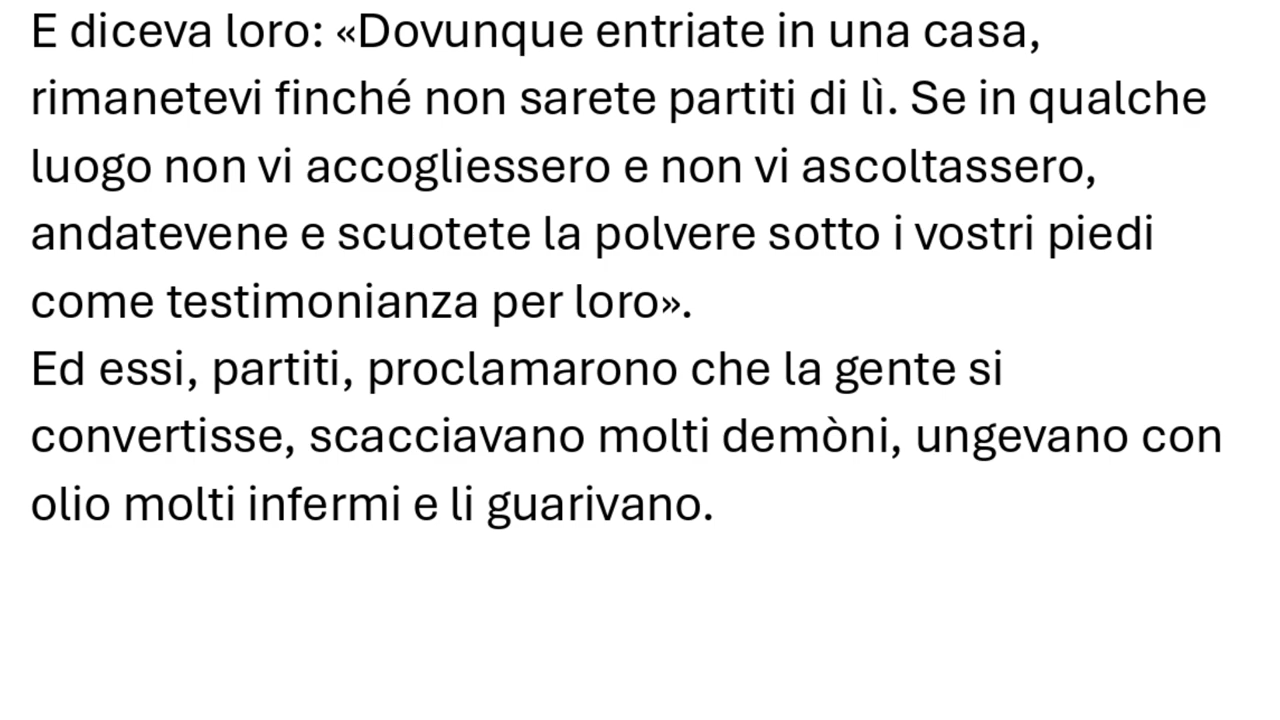 E diceva loro: «Dovunque entriate in una casa,
rimanetevi finché non sarete partiti di lì. Se in qualche
luogo non vi accogliessero e non vi ascoltassero,
andatevene e scuotete la polvere sotto i vostri piedi
come testimonianza per loro».
Ed essi, partiti, proclamarono che la gente si
convertisse, scacciavano molti demòni, ungevano con
olio molti infermi e li guarivano.